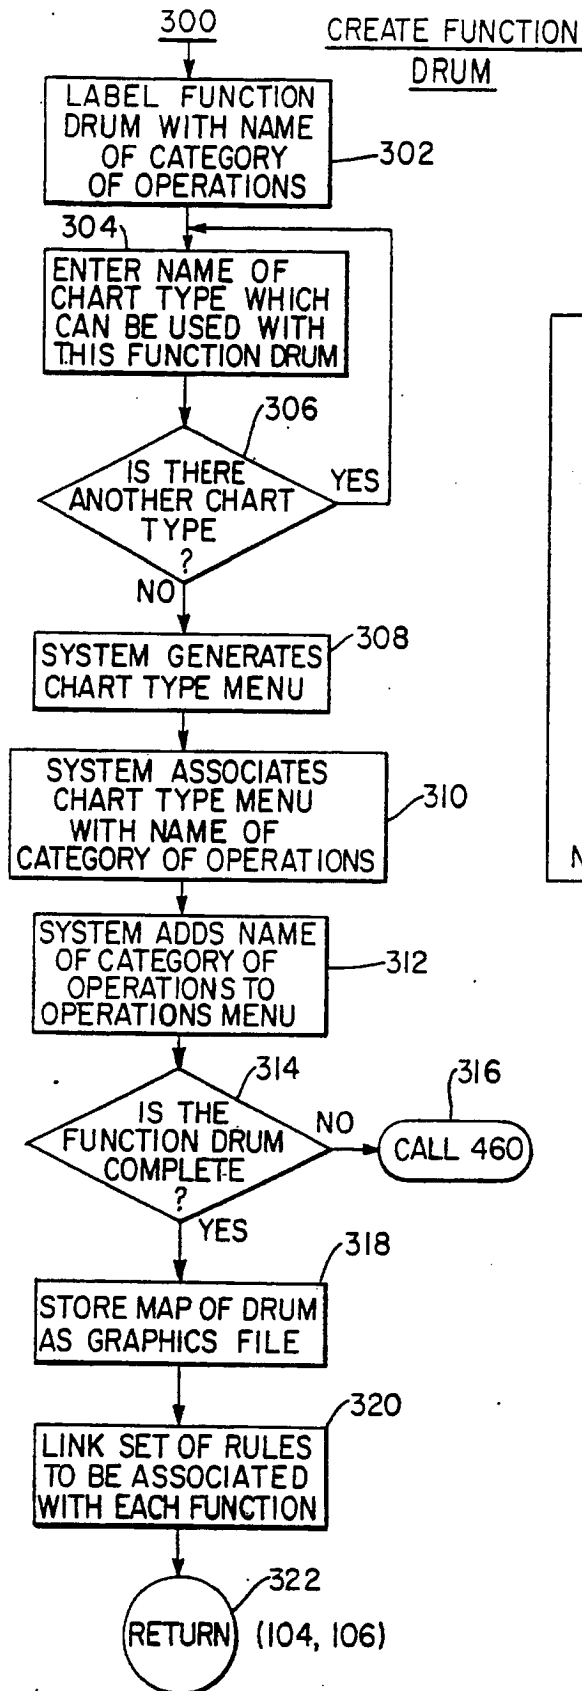 300
CREATE FUNCTION
DRUM
LABEL FUNCTION
DRUM WITH NAME
OF CATEGORY
OF OPERATIONS
302
304
ENTER NAME OF
CHART TYPE WHICH
CAN BE USED WITH
THIS FUNCTION DRUM
306
IS THERE
ANOTHER CHART
TYPE
?
YES
NO
308
SYSTEM GENERATES
CHART TYPE MENU
310
SYSTEM ASSOCIATES
CHART TYPE MENU
WITH NAME OF
CATEGORY OF OPERATIONS
N
SYSTEM ADDS NAME
OF CATEGORY OF
OPERATIONS TO
OPERATIONS MENU
312
314
IS THE
FUNCTION DRUM
COMPLETE
?
NO
316
CALL 460
YES
318
STORE MAP OF DRUM
AS GRAPHICS FILE
320
LINK SET OF RULES
TO BE ASSOCIATED
WITH EACH FUNCTION
322
RETURN (104, 106)